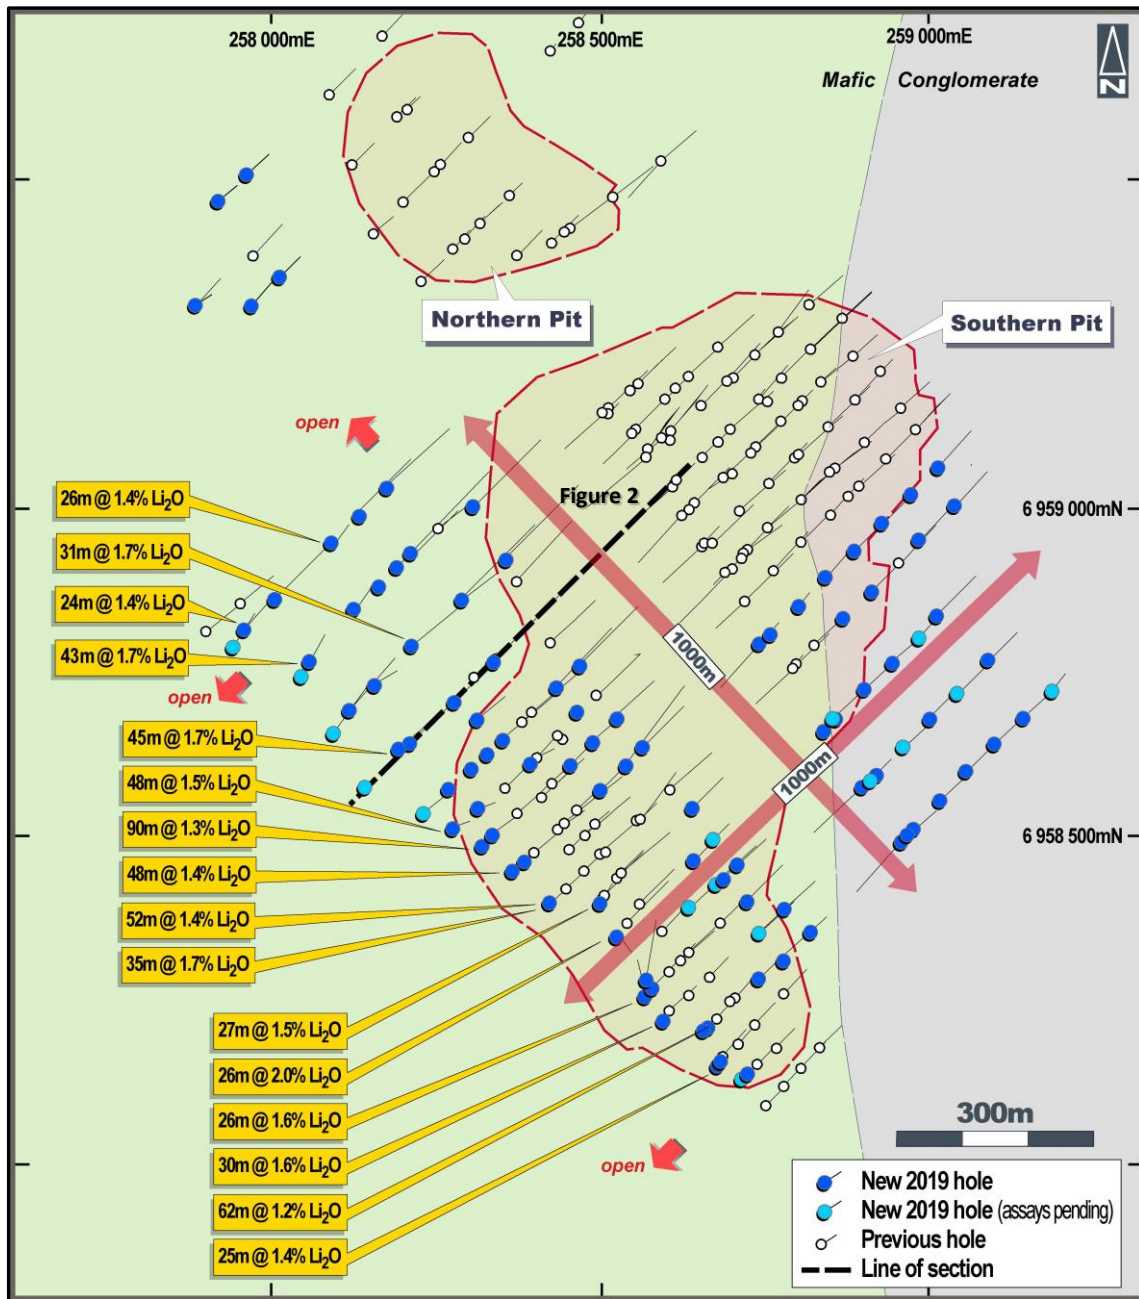 258 000mE
258 500mE
259 000mE
Mafic Conglomerate
N
Northern Pit
Southern Pit
open
Figure 2
26m @ 1.4% Li₂O
6 959 000mN
31m @ 1.7% Li₂O
24m @ 1.4% Li₂O
43m @ 1.7% Li₂O
1000m
open
45m @ 1.7% Li₂O
1000m
48m @ 1.5% Li₂O
90m @ 1.3% Li₂O
6 958 500mN
48m @ 1.4% Li₂O
52m @ 1.4% Li₂O
35m @ 1.7% Li₂O
27m @ 1.5% Li₂O
26m @ 2.0% Li₂O
26m @ 1.6% Li₂O
300m
30m @ 1.6% Li₂O
open
62m @ 1.2% Li₂O
25m @ 1.4% Li₂O
New 2019 hole
New 2019 hole (assays pending)
Previous hole
Line of section